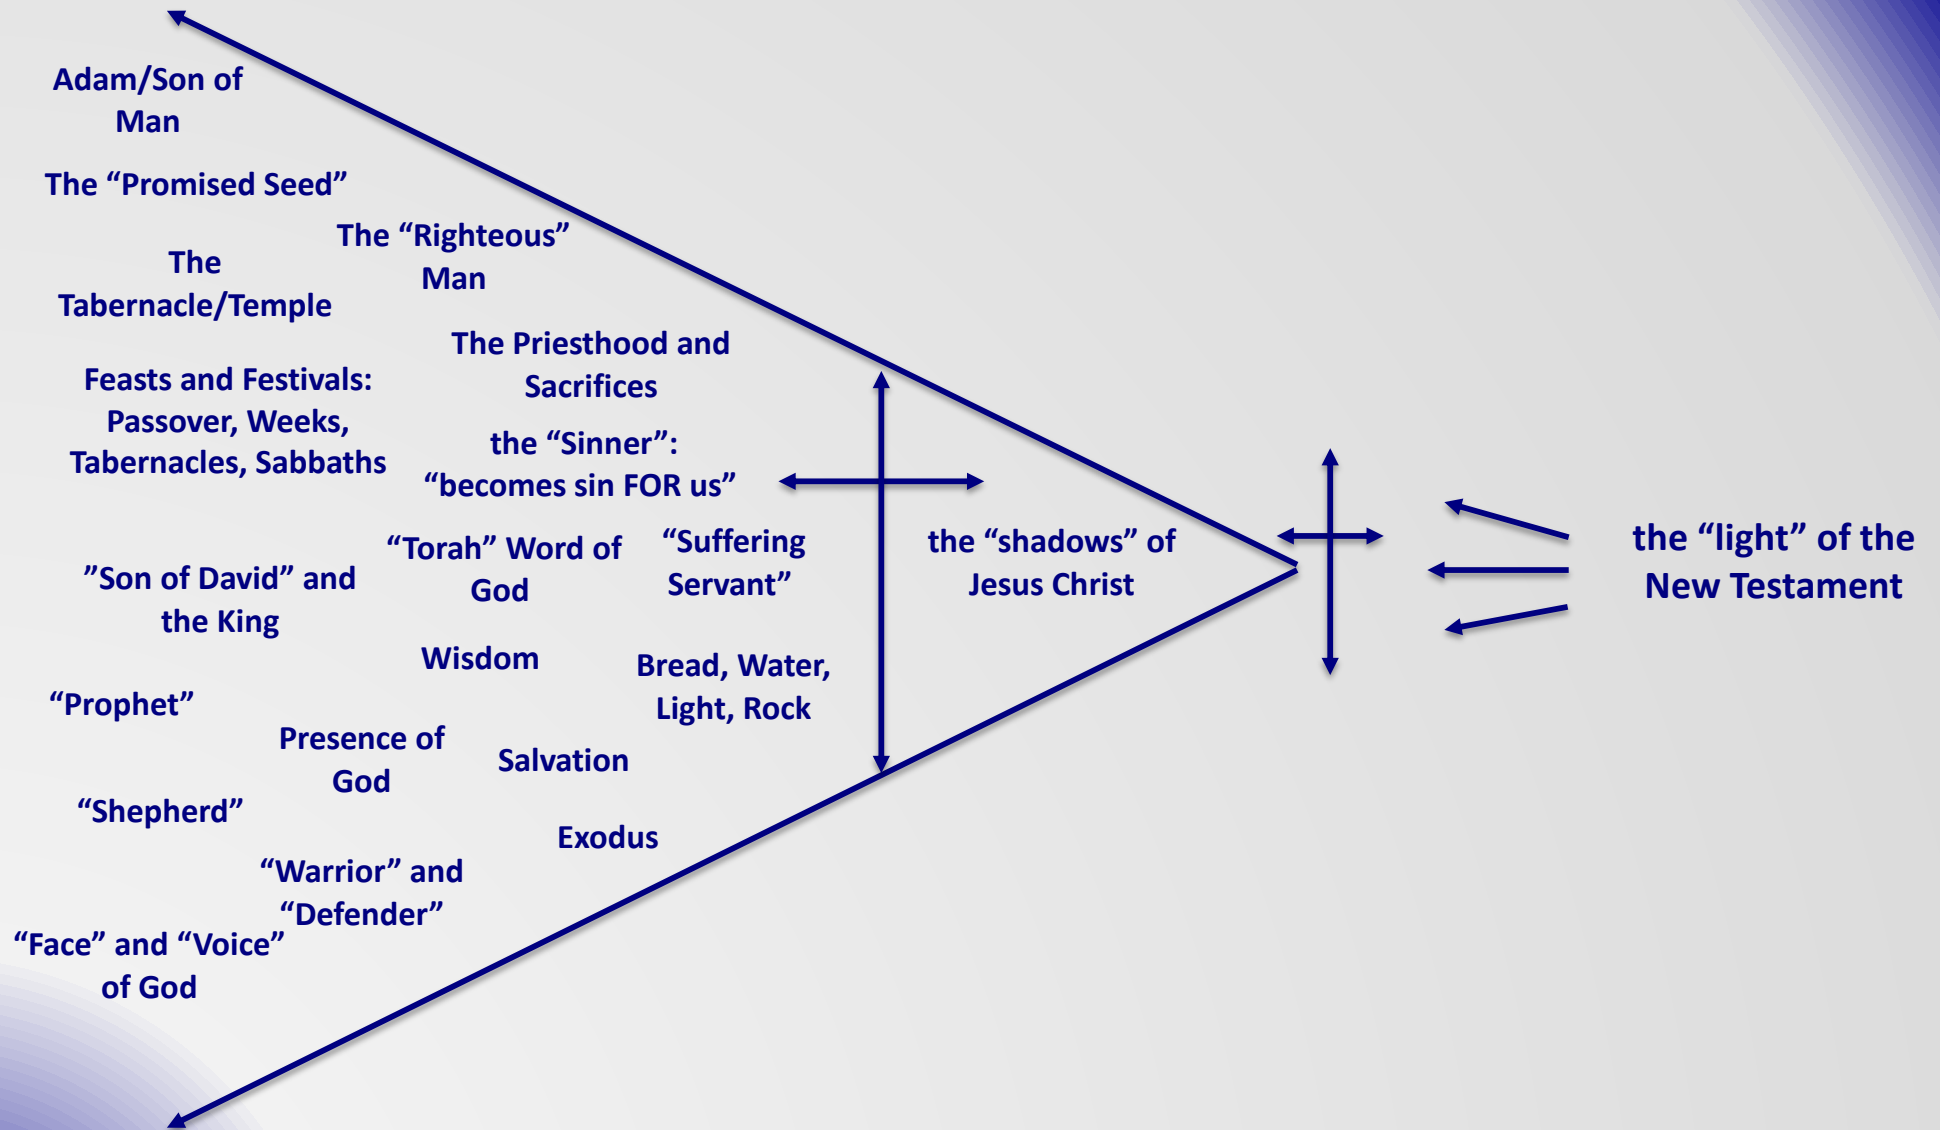 Adam/Son of
Man
The “Promised Seed”
The “Righteous”
Man
The
Tabernacle/Temple
The Priesthood and
Sacrifices
Feasts and Festivals:
Passover, Weeks,
Tabernacles, Sabbaths
the “Sinner”:
“becomes sin FOR us”
“Torah” Word of
God
“Suffering
Servant”
the “shadows” of
Jesus Christ
the “light” of the
New Testament
”Son of David” and
the King
Wisdom
Bread, Water,
Light, Rock
“Prophet”
Presence of
God
Salvation
“Shepherd”
Exodus
“Warrior” and
“Defender”
“Face” and “Voice”
of God